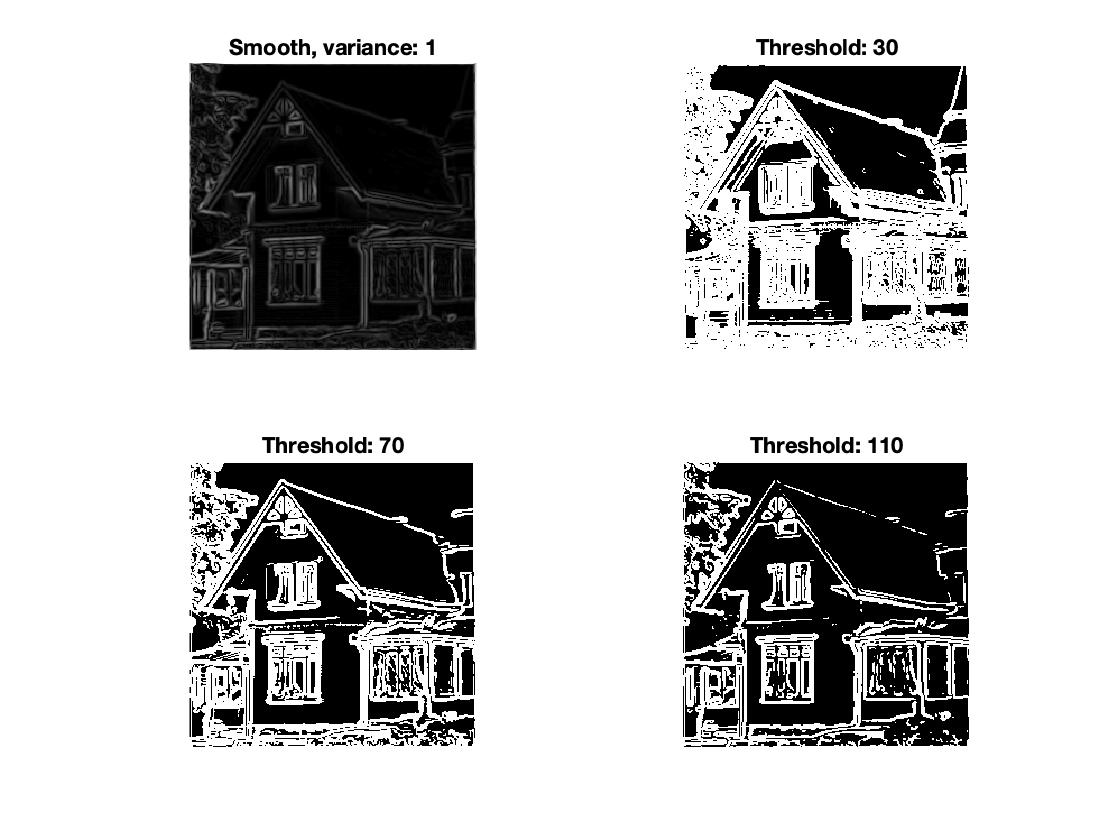 Smooth, variance: 1
Threshold: 30
Threshold: 70
Threshold: 110